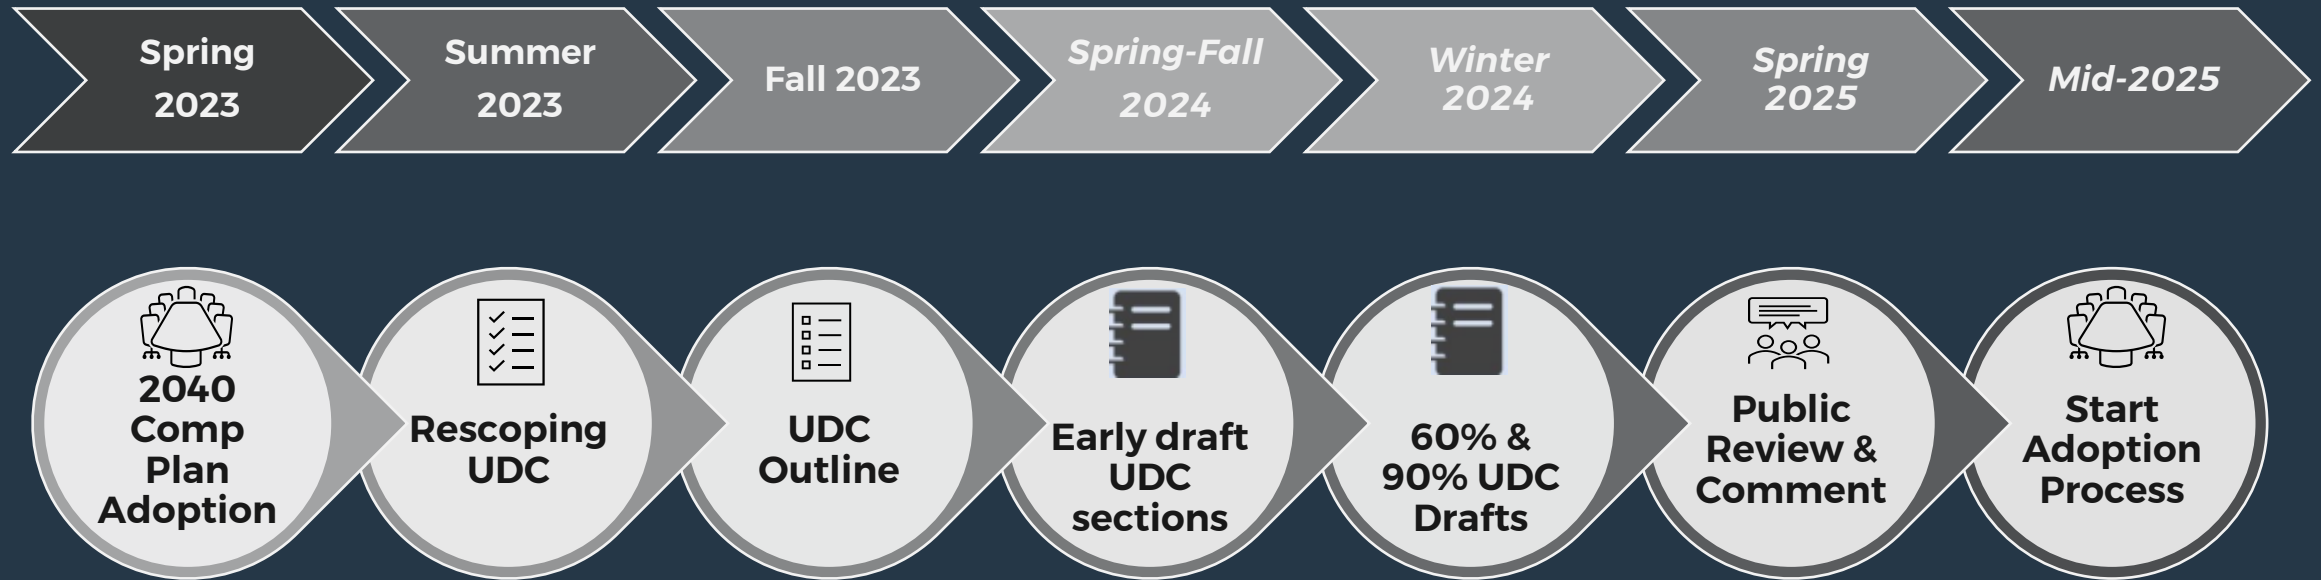 Spring
2023
Summer
2023
Fall 2023
Spring-Fall
2024
Winter
2024
Spring
2025
Mid-2025
2040
Comp
Plan
Adoption
Rescoping
UDC
UDC
Outline
Early draft
UDC
sections
60% &
90% UDC
Drafts
Public
Review &
Comment
Start
Adoption
Process